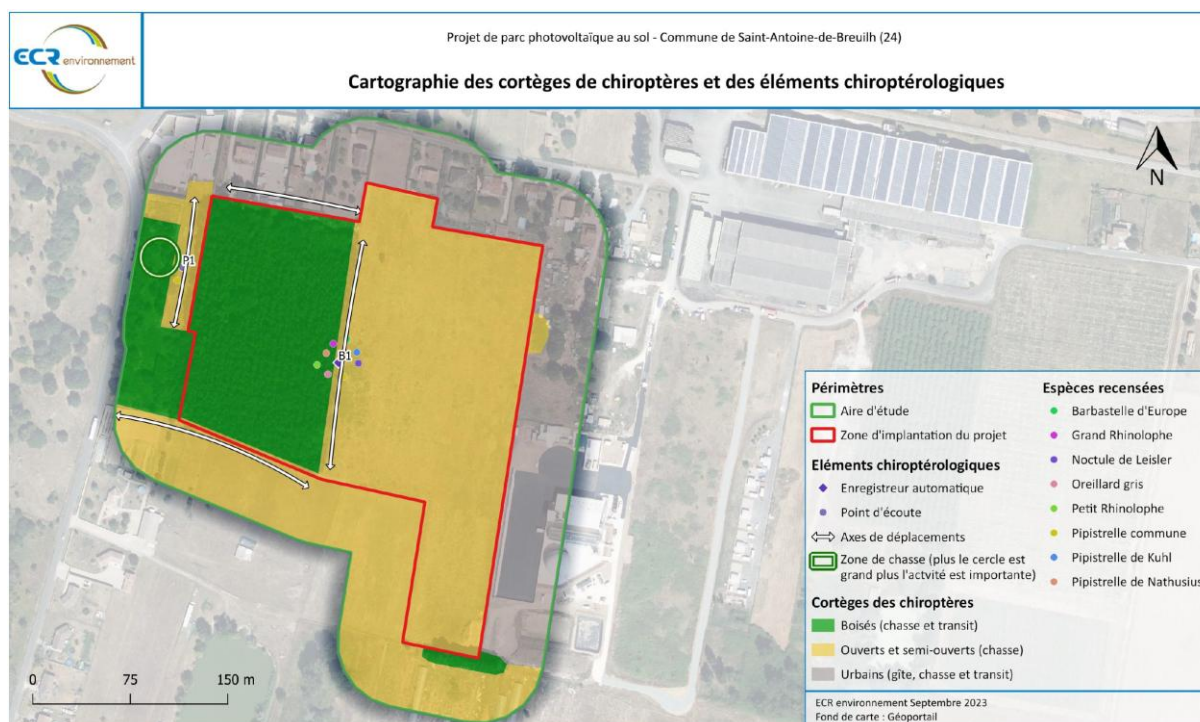 ECR environnement
Projet de parc photovoltaïque au sol - Commune de Saint-Antoine-de-Breuilh (24)
Cartographie des cortèges de chiroptères et des éléments chiroptérologiques
N
P1
B1
0 75 150 m
Périmètres
Aire d'étude
Zone d'implantation du projet
Eléments chiroptérologiques
Enregistreur automatique
Point d'écoute
Axes de déplacements
Zone de chasse (plus le cercle est
grand plus l'actvité est importante)
Cortèges des chiroptères
Boisés (chasse et transit)
Ouverts et semi-ouverts (chasse)
Urbains (gîte, chasse et transit)
Espèces recensées
Barbastelle d'Europe
Grand Rhinolophe
Noctule de Leisler
Oreillard gris
Petit Rhinolophe
Pipistrelle commune
Pipistrelle de Kuhl
Pipistrelle de Nathusius
ECR environnement Septembre 2023
Fond de carte : Géoportail